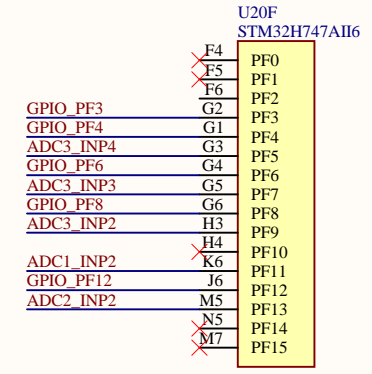 U20F
STM32H747AII6
F4 PF0
F5 PF1
F6 PF2
GPIO_PF3 G2 PF3
GPIO_PF4 G1 PF4
ADC3_INP4 G3 PF5
GPIO_PF6 G4 PF6
ADC3_INP3 G5 PF7
GPIO_PF8 G6 PF8
ADC3_INP2 H3 PF9
H4 PF10
ADC1_INP2 K6 PF11
GPIO_PF12 J6 PF12
ADC2_INP2 M5 PF13
N5 PF14
M7 PF15